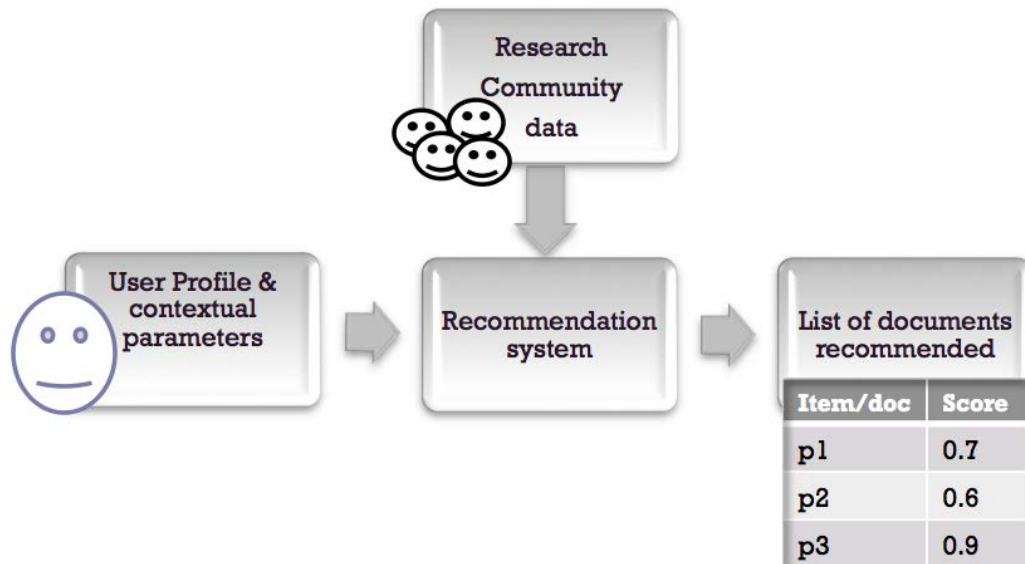 Research
Community
data
User Profile &
contextual
parameters
Recommendation
system
List of documents
recommended
Item/doc Score
p1 0.7
p2 0.6
p3 0.9